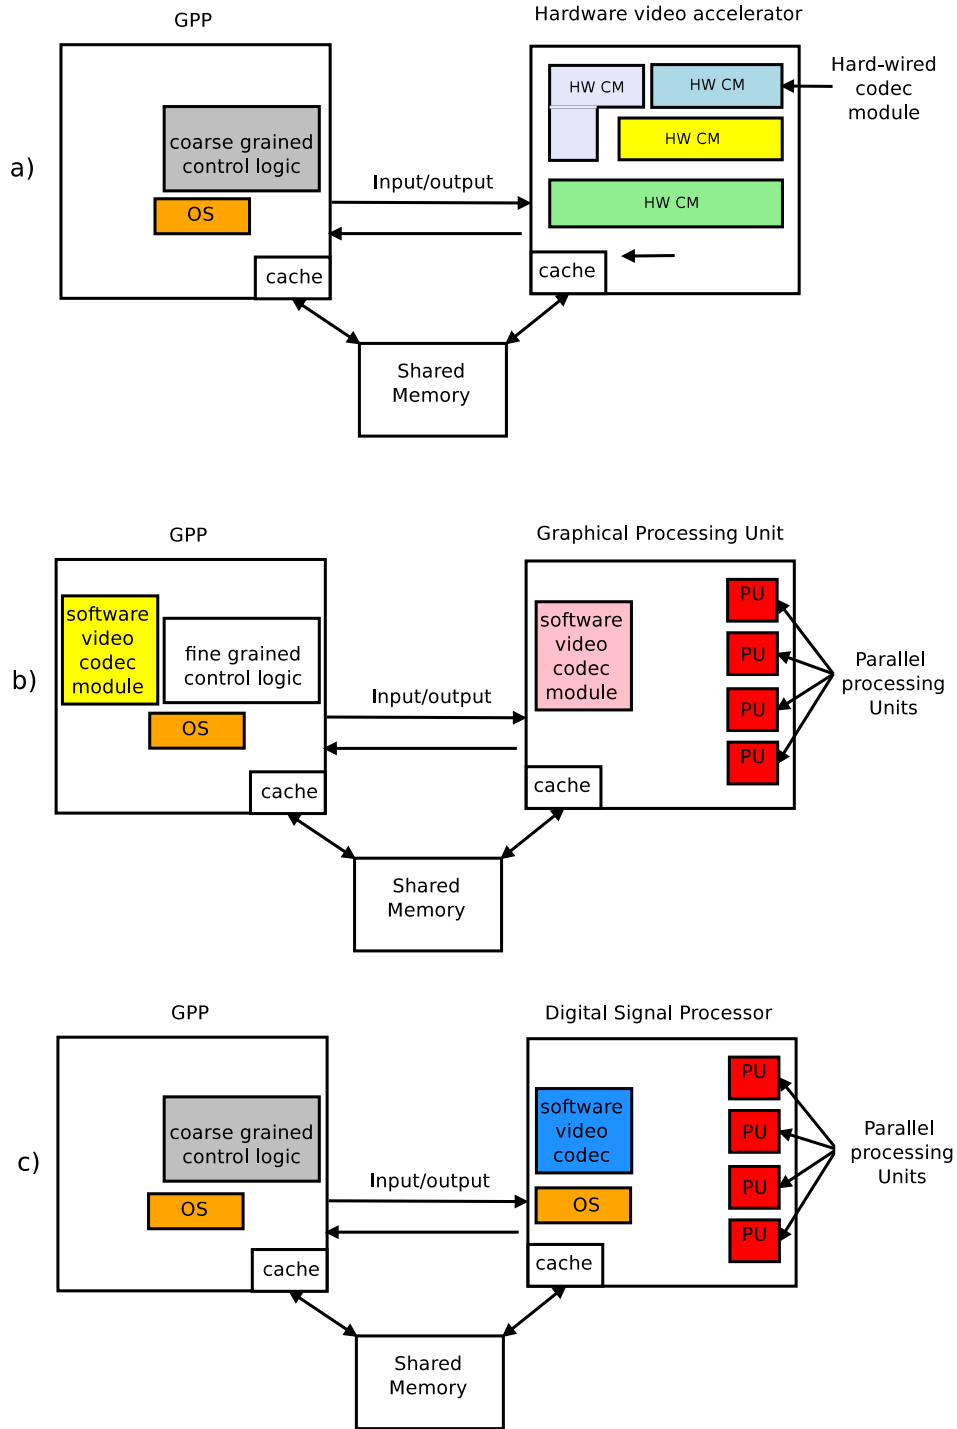 GPP
Hardware video accelerator
HW CM
HW CM
Hard-wired
codec
module
HW CM
HW CM
coarse grained
control logic
OS
a)
Input/output
cache
cache
Shared
Memory
GPP
Graphical Processing Unit
software
video
codec
module
fine grained
control logic
OS
b)
Input/output
software
video
codec
module
PU
PU
PU
PU
Parallel
processing
Units
cache
cache
Shared
Memory
GPP
Digital Signal Processor
coarse grained
control logic
OS
c)
Input/output
software
video
codec
OS
PU
PU
PU
PU
Parallel
processing
Units
cache
cache
Shared
Memory